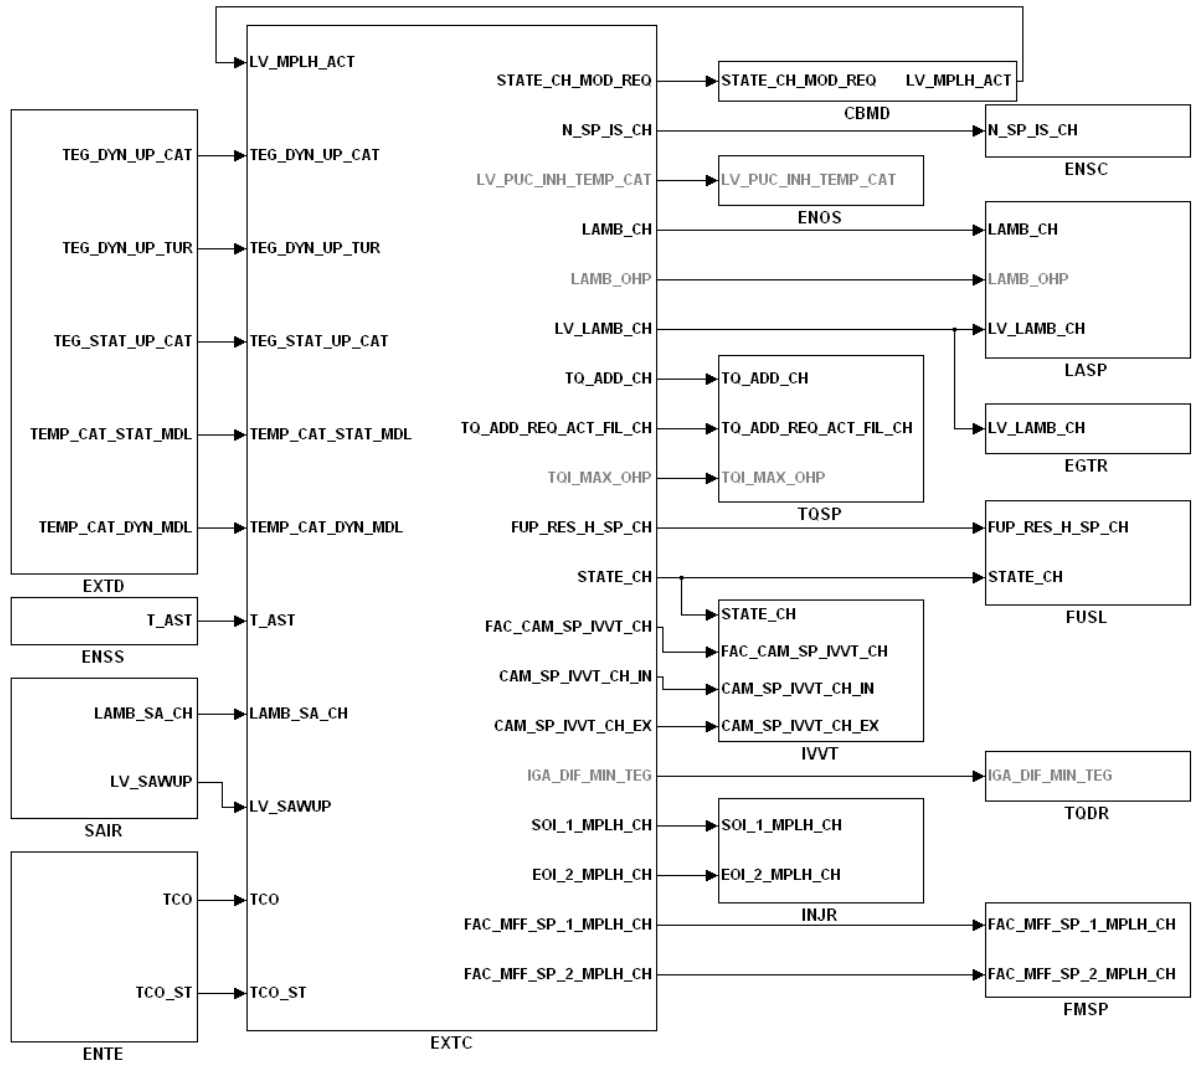 LV_MPLH_ACT
STATE_CH_MOD_REQ
STATE_CH_MOD_REQ LV_MPLH_ACT
CBMD
N_SP_IS_CH
N_SP_IS_CH
ENSC
TEG_DYN_UP_CAT
TEG_DYN_UP_CAT
LV_PUC_INH_TEMP_CAT
LV_PUC_INH_TEMP_CAT
ENOS
LAMB_CH
LAMB_CH
TEG_DYN_UP_TUR
TEG_DYN_UP_TUR
LAMB_OHP
LAMB_OHP
LV_LAMB_CH
LV_LAMB_CH
LASP
TEG_STAT_UP_CAT
TEG_STAT_UP_CAT
TQ_ADD_CH
TQ_ADD_CH
TEMP_CAT_STAT_MDL
TEMP_CAT_STAT_MDL
TQ_ADD_REQ_ACT_FIL_CH
TQ_ADD_REQ_ACT_FIL_CH
LV_LAMB_CH
EGTR
TQI_MAX_OHP
TQI_MAX_OHP
TQSP
TEMP_CAT_DYN_MDL
TEMP_CAT_DYN_MDL
FUP_RES_H_SP_CH
FUP_RES_H_SP_CH
EXTD
STATE_CH
STATE_CH
FUSL
T_AST
T_AST
ENSS
STATE_CH
FAC_CAM_SP_IVVT_CH
FAC_CAM_SP_IVVT_CH
CAM_SP_IVVT_CH_IN
CAM_SP_IVVT_CH_IN
LAMB_SA_CH
LAMB_SA_CH
CAM_SP_IVVT_CH_EX
CAM_SP_IVVT_CH_EX
IVVT
LV_SAWUP
LV_SAWUP
SAIR
IGA_DIF_MIN_TEG
IGA_DIF_MIN_TEG
TQDR
SOI_1_MPLH_CH
SOI_1_MPLH_CH
EOI_2_MPLH_CH
EOI_2_MPLH_CH
INJR
TCO
TCO
FAC_MFF_SP_1_MPLH_CH
FAC_MFF_SP_1_MPLH_CH
FAC_MFF_SP_2_MPLH_CH
FAC_MFF_SP_2_MPLH_CH
FMSP
TCO_ST
TCO_ST
ENTE
EXTC